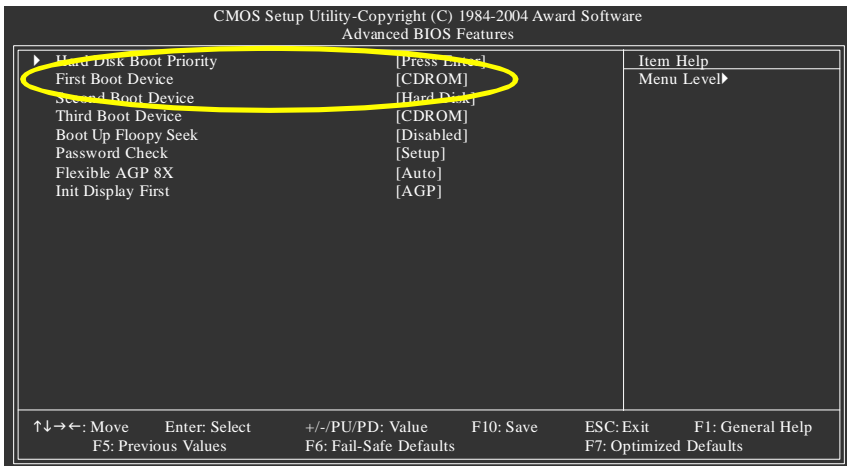 CMOS Setup Utility-Copyright (C) 1984-2004 Award Software
Advanced BIOS Features
Hard Disk Boot Priority [Press Enter] Item Help
First Boot Device [CDROM] Menu Level
Second Boot Device [Hard Disk]
Third Boot Device [CDROM]
Boot Up Floopy Seek [Disabled]
Password Check [Setup]
Flexible AGP 8X [Auto]
Init Display First [AGP]
↑↓→←: Move Enter: Select +/-/PU/PD: Value F10: Save ESC: Exit F1: General Help
F5: Previous Values F6: Fail-Safe Defaults F7: Optimized Defaults